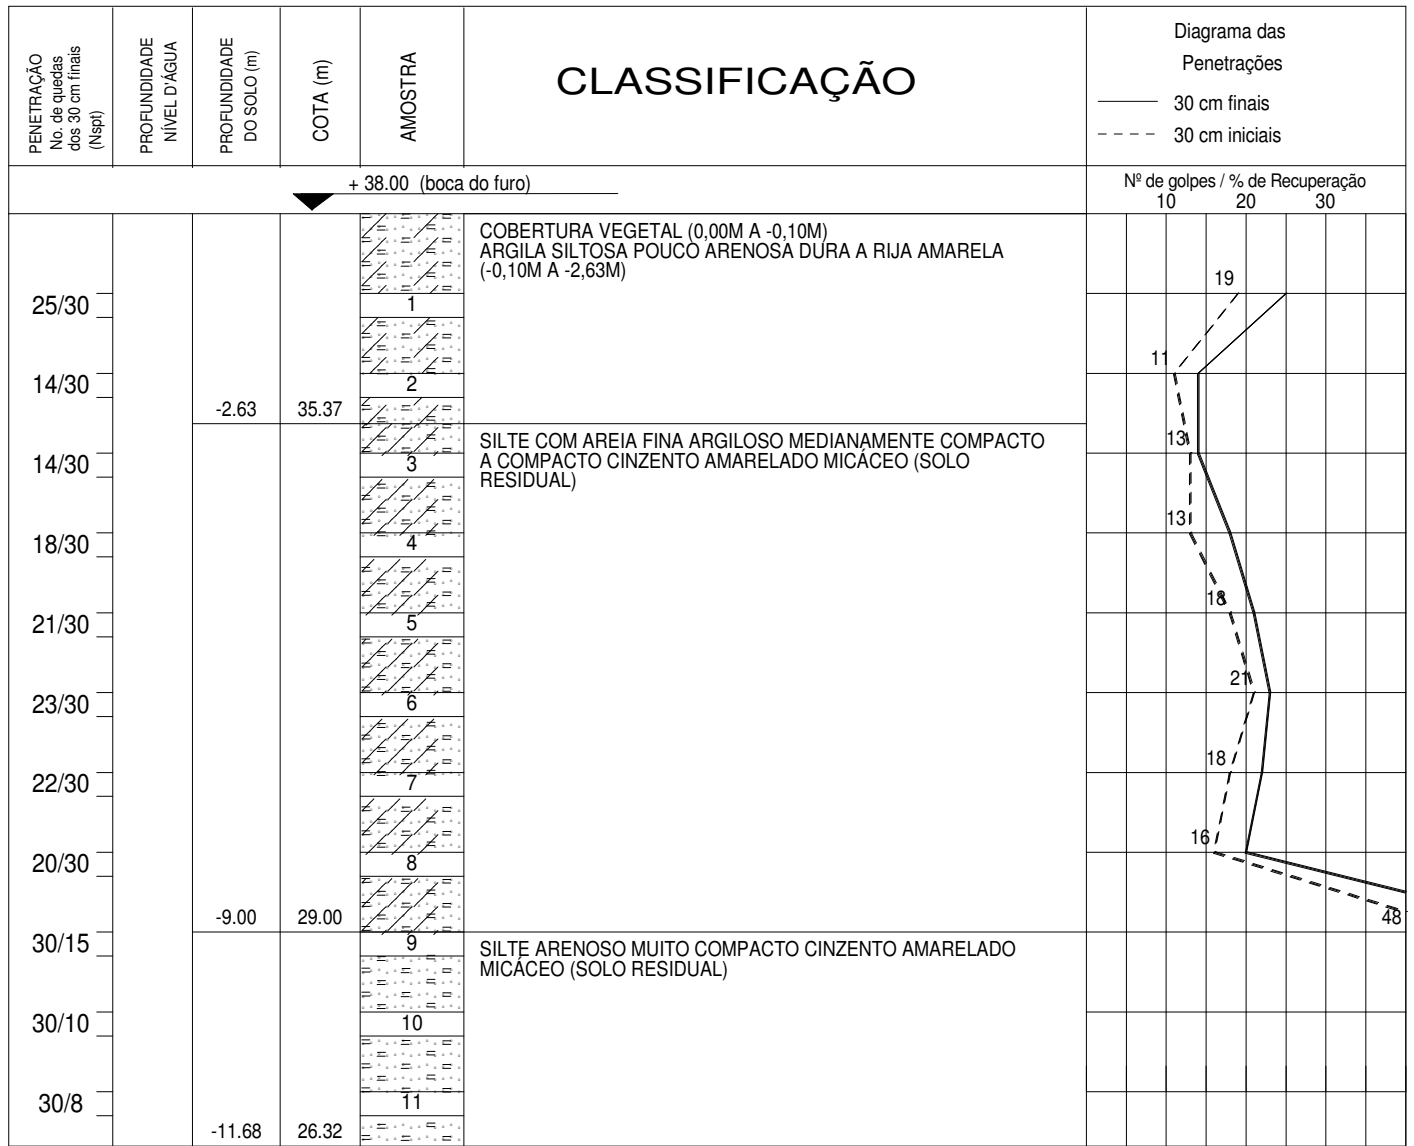 PENETRAÇÃO
No. de quedas
dos 30 cm finais
(Nspt)
PROFUNDIDADE
NÍVEL D'ÁGUA
PROFUNDIDADE
DO SOLO (m)
COTA (m)
AMOSTRA
CLASSIFICAÇÃO
Diagrama das
Penetrações
30 cm finais
30 cm iniciais
+ 38.00 (boca do furo)
Nº de golpes / % de Recuperação
10 20 30
COBERTURA VEGETAL (0,00M A -0,10M)
ARGILA SILTOSA POUCO ARENOSA DURA A RIJA AMARELA
(-0,10M A -2,63M)
19
25/30 1
11
14/30 2
-2.63 35.37
SILTE COM AREIA FINA ARGILOSO MEDIANAMENTE COMPACTO
A COMPACTO CINZENTO AMARELADO MICÁCEO (SOLO
RESIDUAL)
13
14/30 3
13
18/30 4
18
21/30 5
21
23/30 6
18
22/30 7
16
20/30 8
-9.00 29.00 48
30/15 9
SILTE ARENOSO MUITO COMPACTO CINZENTO AMARELADO
MICÁCEO (SOLO RESIDUAL)
30/10 10
30/8 11
-11.68 26.32